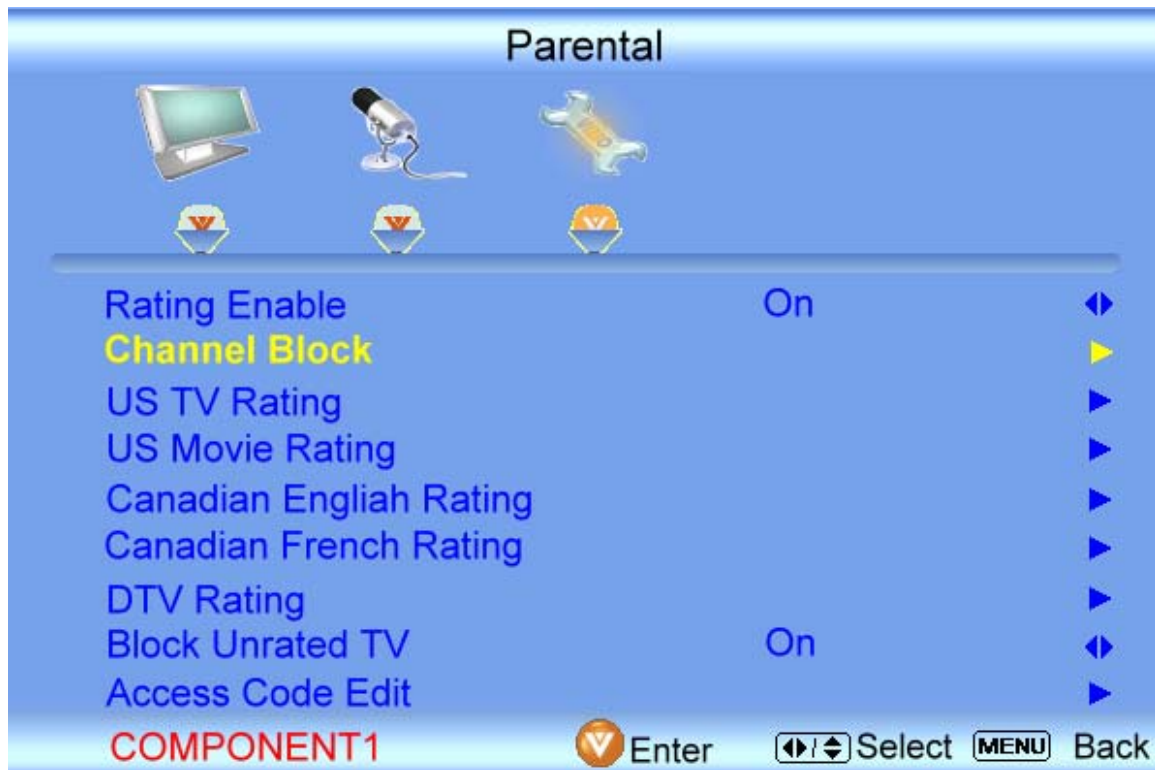 Parental
Rating Enable On
Channel Block
US TV Rating
US Movie Rating
Canadian Engliah Rating
Canadian French Rating
DTV Rating
Block Unrated TV On
Access Code Edit
COMPONENT1 Enter Select MENU Back